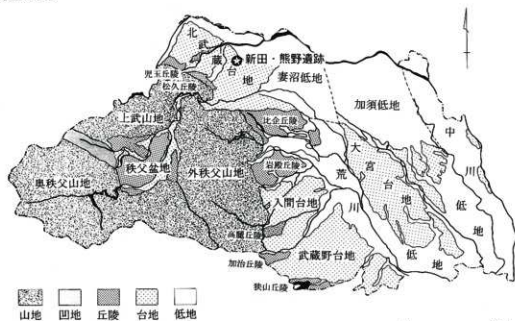 北武蔵台地
新田・熊野遺跡
児玉丘陵
松久丘陵
妻沼低地
加須低地
中川低地
上武山地
比企丘陵
大宮台地
秩父盆地
外秩父山地
岩殿丘陵
荒川低地
奥秩父山地
入間台地
高麗丘陵
武蔵野台地
加治丘陵
狭山丘陵
山地 凹地 丘陵 台地 低地